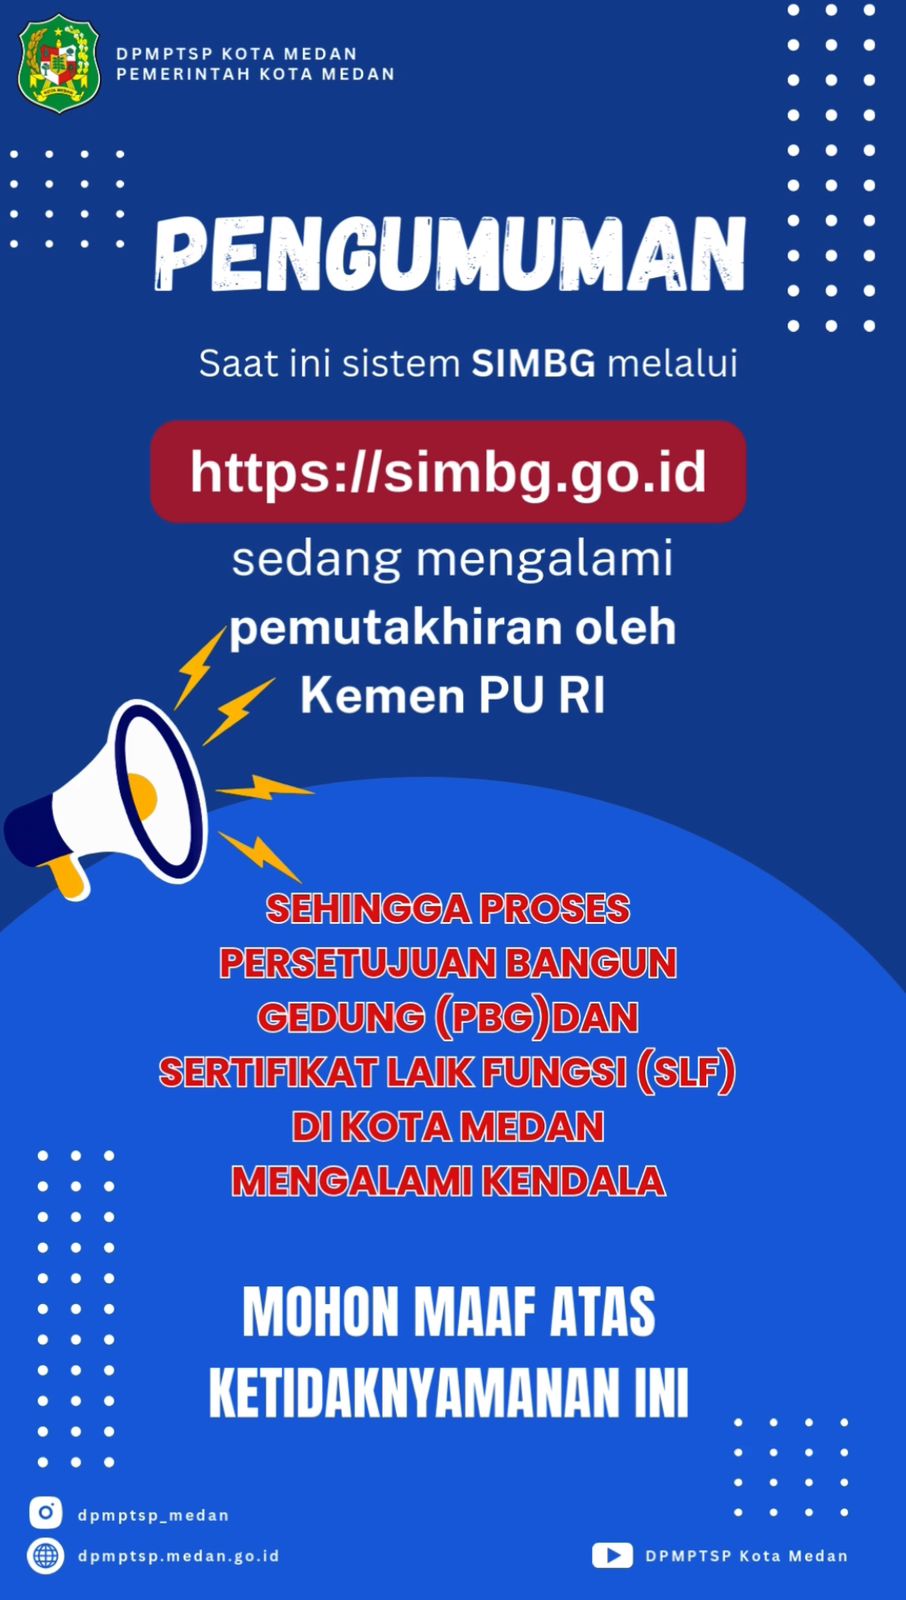 DPMPTSP KOTA MEDAN
PEMERINTAH KOTA MEDAN
PENGUMUMAN
Saat ini sistem SIMBG melalui
https://simbg.go.id
sedang mengalami
pemutakhiran oleh
Kemen PU RI
SEHINGGA PROSES
PERSETUJUAN BANGUN
GEDUNG (PBG)DAN
SERTIFIKAT LAIK FUNGSI (SLF)
DI KOTA MEDAN
MENGALAMI KENDALA
MOHON MAAF ATAS
KETIDAKNYAMANAN INI
dpmptsp_medan
dpmptsp.medan.go.id
DPMPTSP Kota Medan